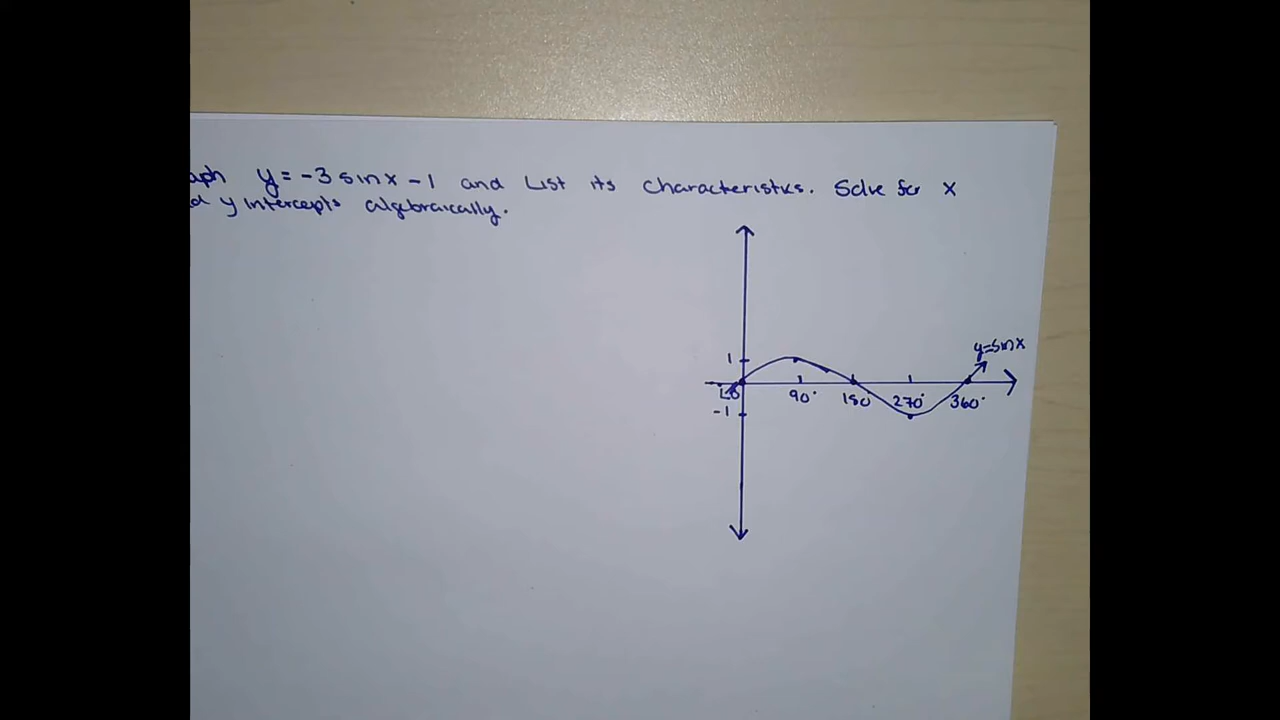 aph y = -3 sin x - 1 and List its characteristics. Solve for x
d y intercepts algebraically.
y=sinx
1
90° 180 270° 360°
-1